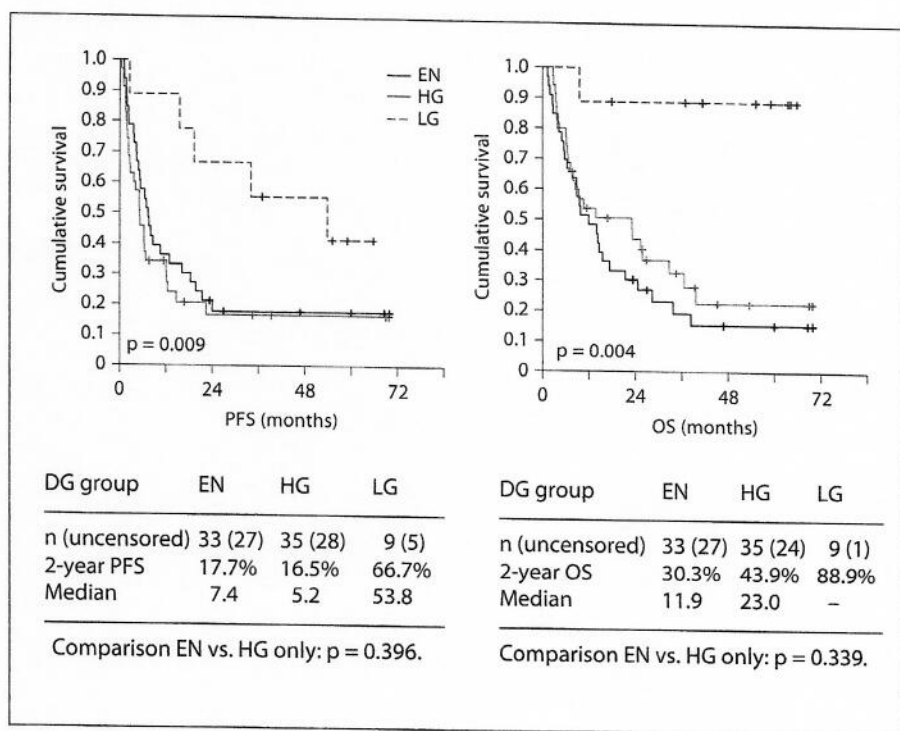 1.0
0.9
0.8
0.7
0.6
0.5
0.4
0.3
0.2
0.1
0
Cumulative survival
EN
HG
LG
p = 0.009
0 24 48 72
PFS (months)
DG group EN HG LG
n (uncensored) 33 (27) 35 (28) 9 (5)
2-year PFS 17.7% 16.5% 66.7%
Median 7.4 5.2 53.8
Comparison EN vs. HG only: p = 0.396.
1.0
0.9
0.8
0.7
0.6
0.5
0.4
0.3
0.2
0.1
0
Cumulative survival
p = 0.004
0 24 48 72
OS (months)
DG group EN HG LG
n (uncensored) 33 (27) 35 (24) 9 (1)
2-year OS 30.3% 43.9% 88.9%
Median 11.9 23.0 –
Comparison EN vs. HG only: p = 0.339.